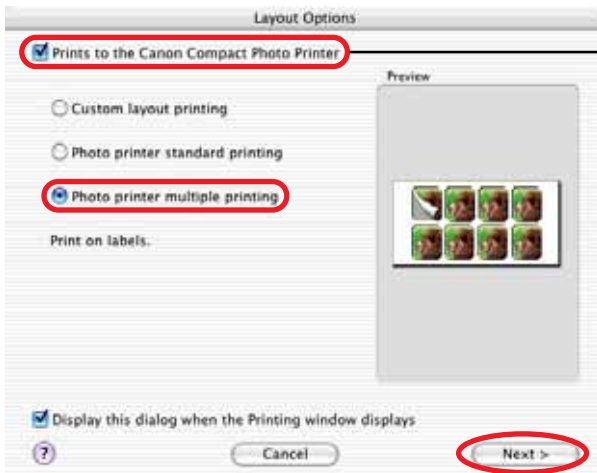 Layout Options
Prints to the Canon Compact Photo Printer
Preview
Custom layout printing
Photo printer standard printing
Photo printer multiple printing
Print on labels.
Display this dialog when the Printing window displays
? Cancel Next >